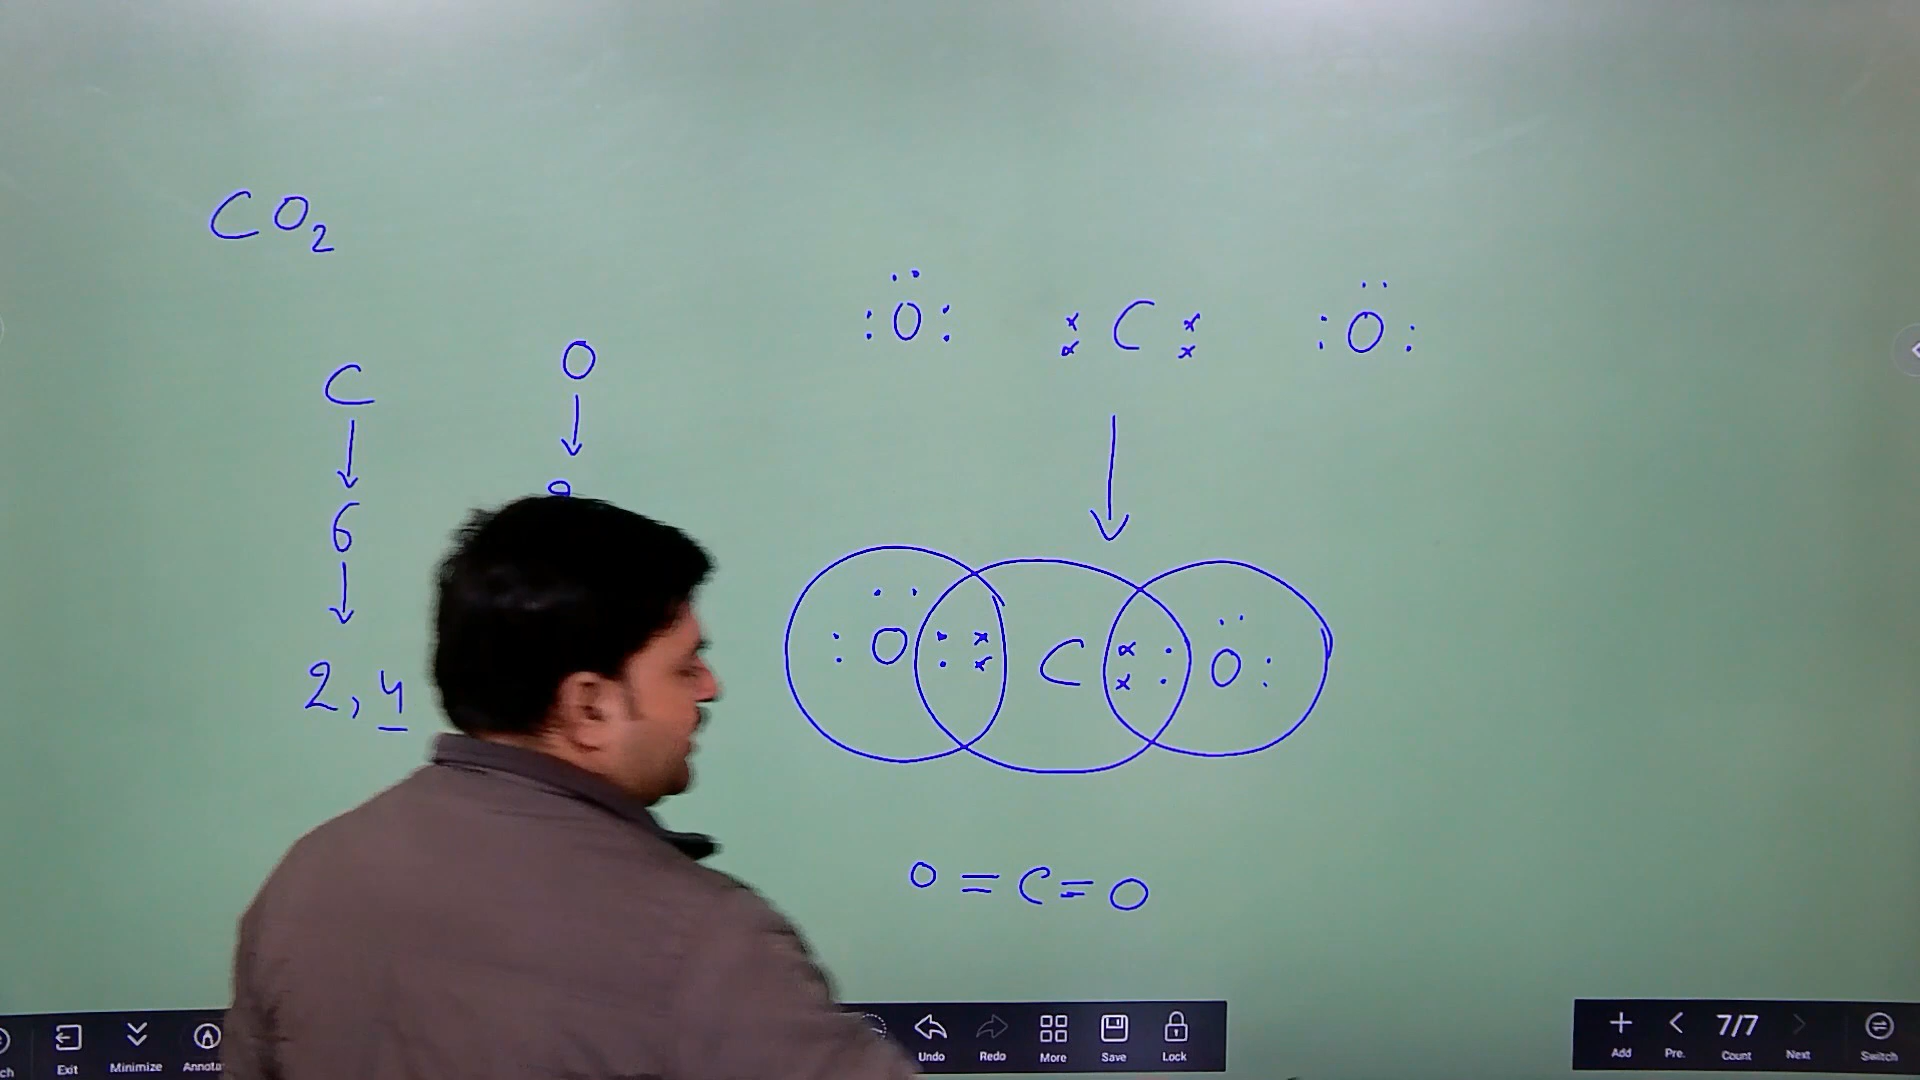 CO2
:Ö: ×× C ×× :Ö:
C
O
6
2, 4
:Ö: ×× C ×× :Ö:
O = C = O
Exit
Minimize
Undo
Redo
More
Save
Lock
Add
Pre.
7/7
Count
Next
Switch